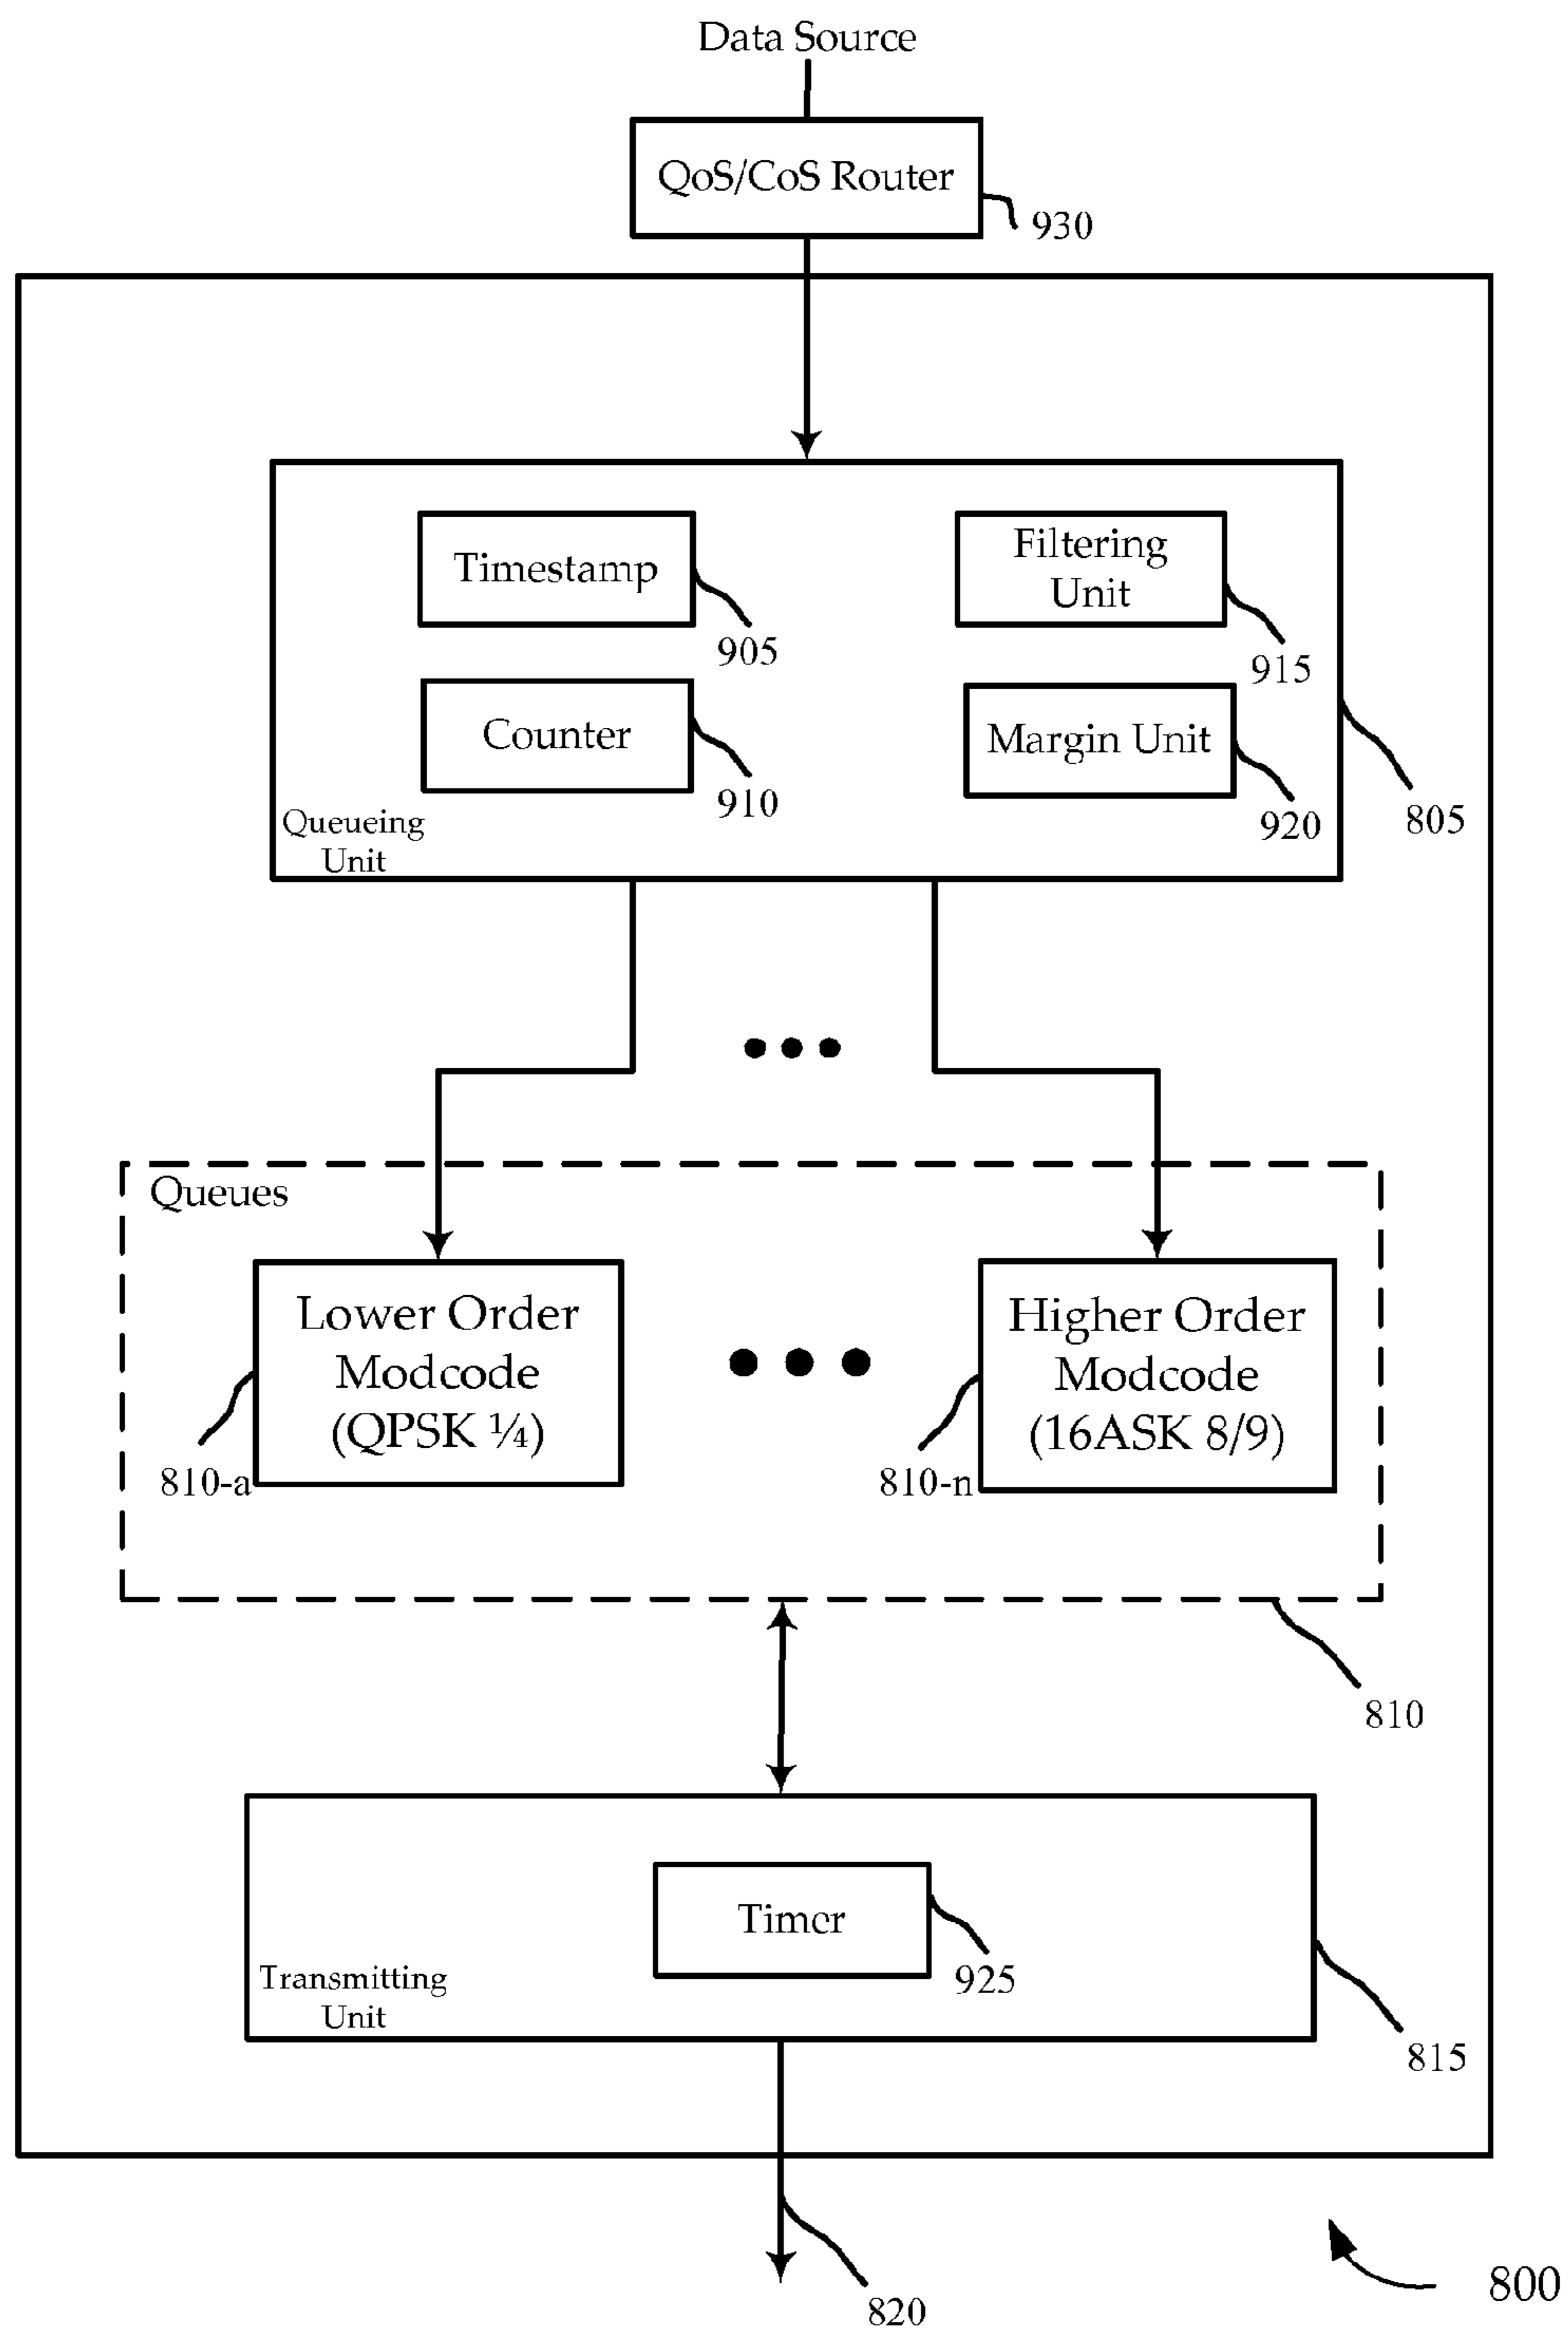 Data Source
QoS/CoS Router
930
Timestamp
905
Filtering
Unit
915
Counter
910
Margin Unit
920
805
Queueing
Unit
Queues
Lower Order
Modcode
(QPSK ¼)
810-a
Higher Order
Modcode
(16ASK 8/9)
810-n
810
Timer
925
Transmitting
Unit
815
820
800